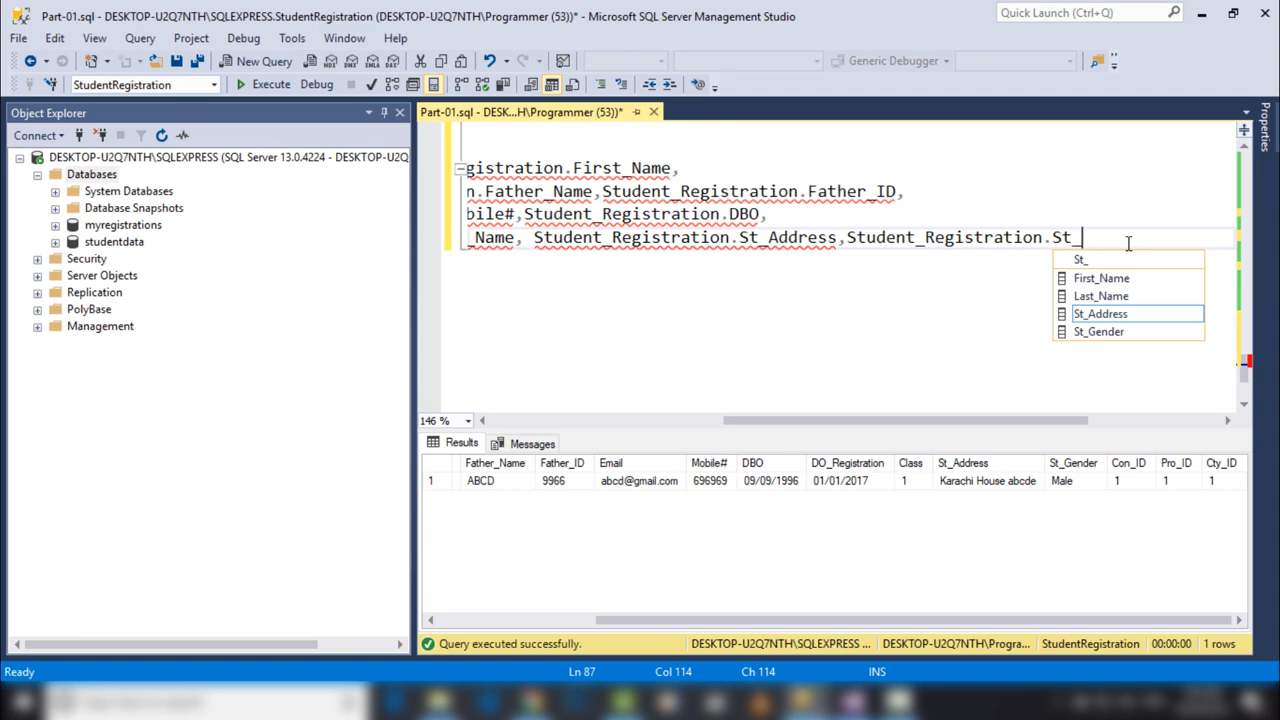 Part-01.sql - DESKTOP-U2Q7NTH\SQLEXPRESS.StudentRegistration (DESKTOP-U2Q7NTH\Programmer (53))* - Microsoft SQL Server Management Studio
Quick Launch (Ctrl+Q)
File Edit View Query Project Debug Tools Window Help
New Query MDX DMX XMLA DAX Generic Debugger
StudentRegistration Execute Debug
Object Explorer
Part-01.sql - DESK...H\Programmer (53))*
Properties
Connect
DESKTOP-U2Q7NTH\SQLEXPRESS (SQL Server 13.0.4224 - DESKTOP-U2Q
Databases
System Databases
Database Snapshots
myregistrations
studentdata
Security
Server Objects
Replication
PolyBase
Management
gistration.First_Name,
n.Father_Name,Student_Registration.Father_ID,
bile#,Student_Registration.DBO,
_Name, Student_Registration.St_Address,Student_Registration.St_
St_
First_Name
Last_Name
St_Address
St_Gender
146 %
Results Messages
Father_Name Father_ID Email Mobile# DBO DO_Registration Class St_Address St_Gender Con_ID Pro_ID Cty_ID
1 ABCD 9966 abcd@gmail.com 696969 09/09/1996 01/01/2017 1 Karachi House abcde Male 1 1 1
Query executed successfully. DESKTOP-U2Q7NTH\SQLEXPRESS ... DESKTOP-U2Q7NTH\Progra... StudentRegistration 00:00:00 1 rows
Ready Ln 87 Col 114 Ch 114 INS